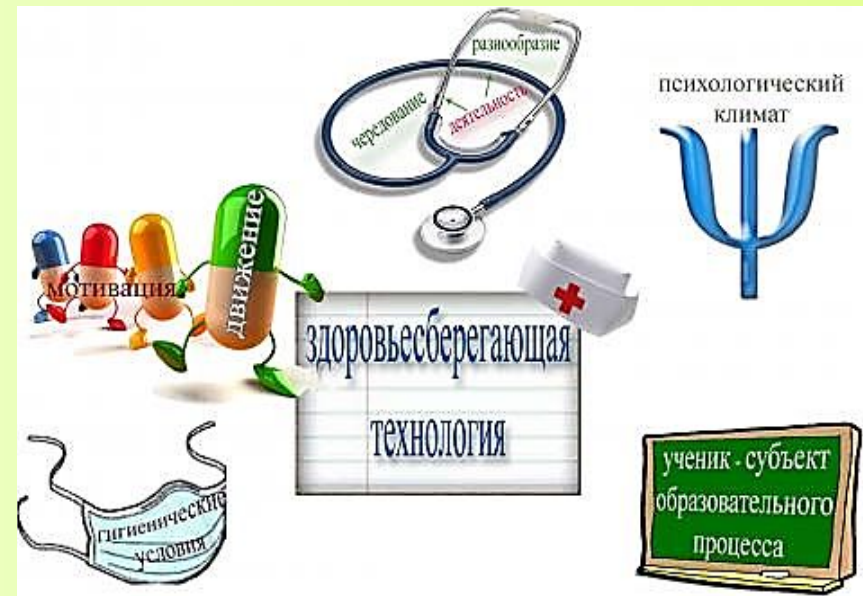 разнообразие
чередование
деятельность
психологический
климат
мотивация
движение
здоровьесберегающая
технология
гигиенические
условия
ученик - субъект
образовательного
процесса